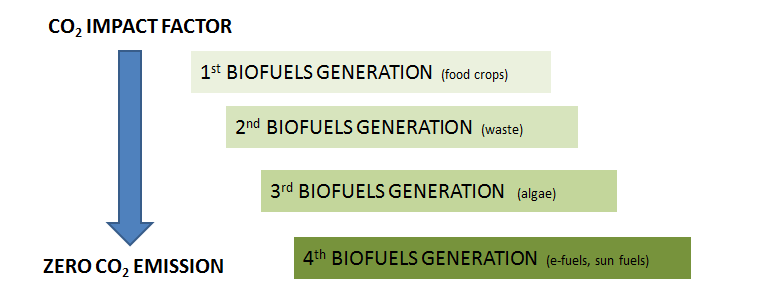 CO₂ IMPACT FACTOR
1st BIOFUELS GENERATION (food crops)
2nd BIOFUELS GENERATION (waste)
3rd BIOFUELS GENERATION (algae)
4th BIOFUELS GENERATION (e-fuels, sun fuels)
ZERO CO₂ EMISSION